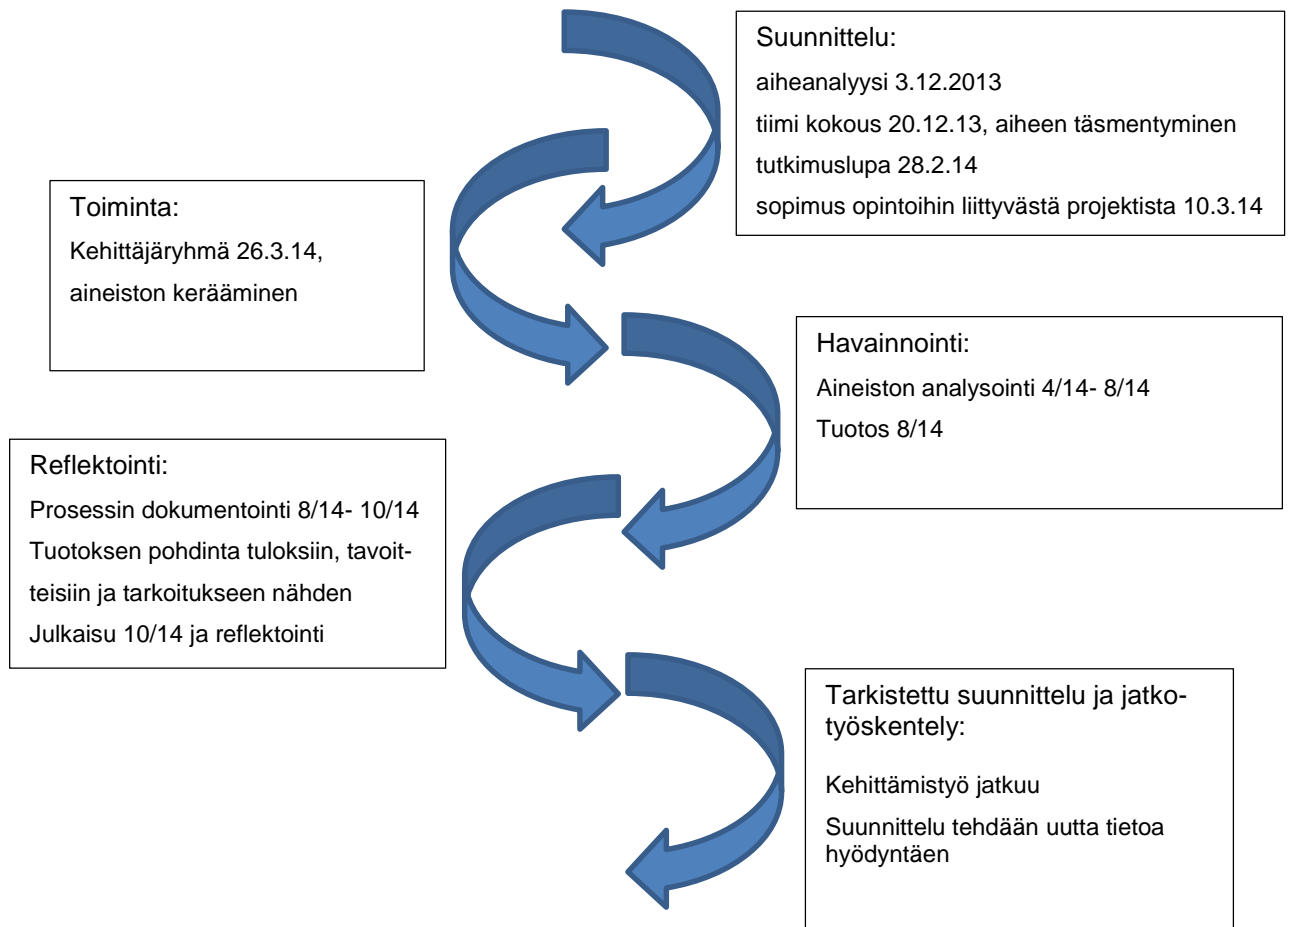 Suunnittelu:
aiheanalyysi 3.12.2013
tiimi kokous 20.12.13, aiheen täsmentyminen
tutkimuslupa 28.2.14
sopimus opintoihin liittyvästä projektista 10.3.14
Toiminta:
Kehittäjäryhmä 26.3.14,
aineiston kerääminen
Havainnointi:
Aineiston analysointi 4/14- 8/14
Tuotos 8/14
Reflektointi:
Prosessin dokumentointi 8/14- 10/14
Tuotoksen pohdinta tuloksiin, tavoit-
teisiin ja tarkoitukseen nähden
Julkaisu 10/14 ja reflektointi
Tarkistettu suunnittelu ja jatko-
työskentely:
Kehittämistyö jatkuu
Suunnittelu tehdään uutta tietoa
hyödyntäen